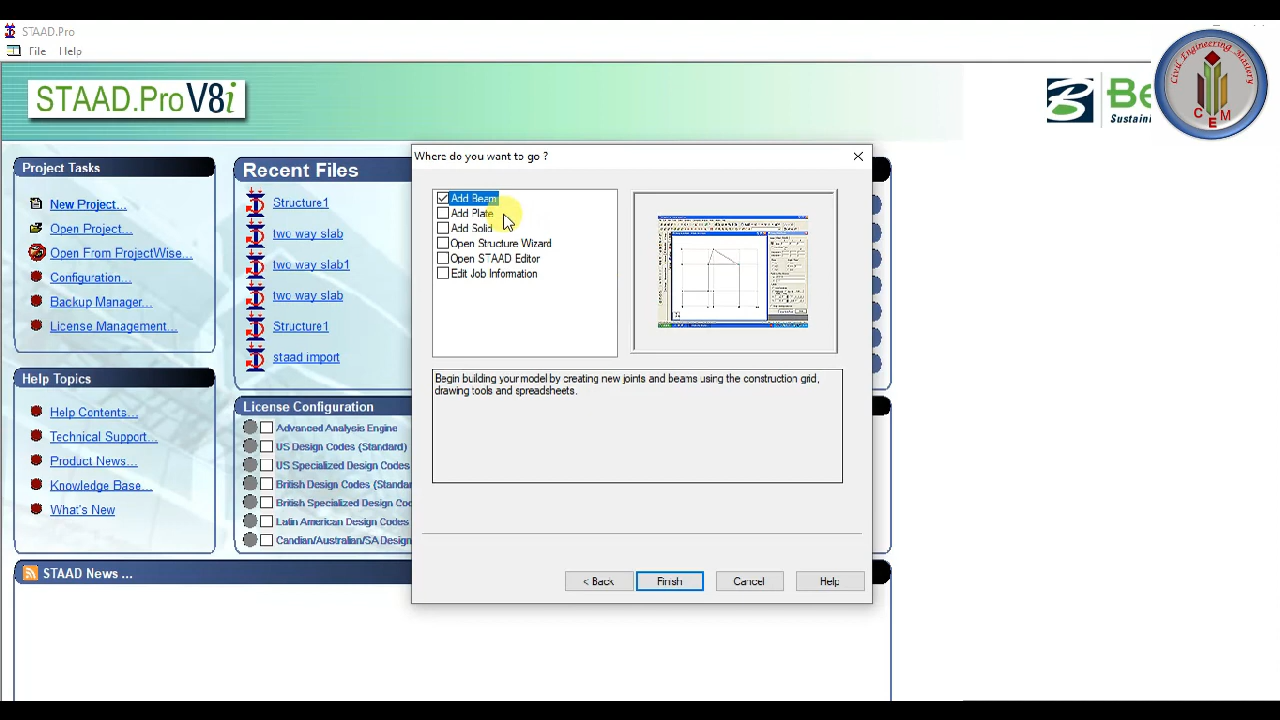 STAAD.Pro
File Help
STAAD.Pro V8i
Be
Sustain
Civil Engineering Mastery
C E M
Project Tasks
New Project...
Open Project...
Open From ProjectWise...
Configuration...
Backup Manager...
License Management...
Recent Files
Structure1
two way slab
two way slab1
two way slab
Structure1
staad import
Help Topics
Help Contents...
Technical Support...
Product News...
Knowledge Base...
What's New
License Configuration
Advanced Analysis Engine
US Design Codes (Standard)
US Specialized Design Codes
British Design Codes (Standar
British Specialized Design Co
Latin American Design Codes
Candian/Australian/SA Design
STAAD News ...
Where do you want to go ?
Add Beam
Add Plate
Add Solid
Open Structure Wizard
Open STAAD Editor
Edit Job Information
Begin building your model by creating new joints and beams using the construction grid,
drawing tools and spreadsheets.
< Back Finish Cancel Help